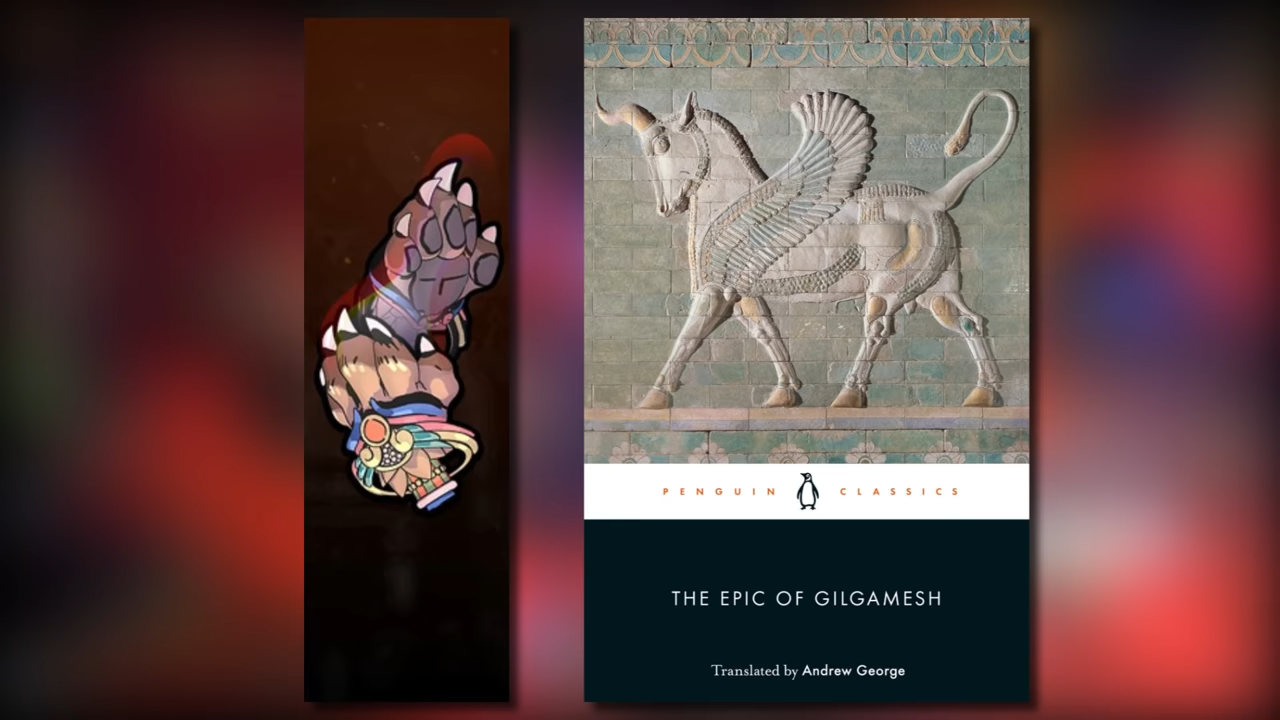 PENGUIN CLASSICS
THE EPIC OF GILGAMESH
Translated by Andrew George